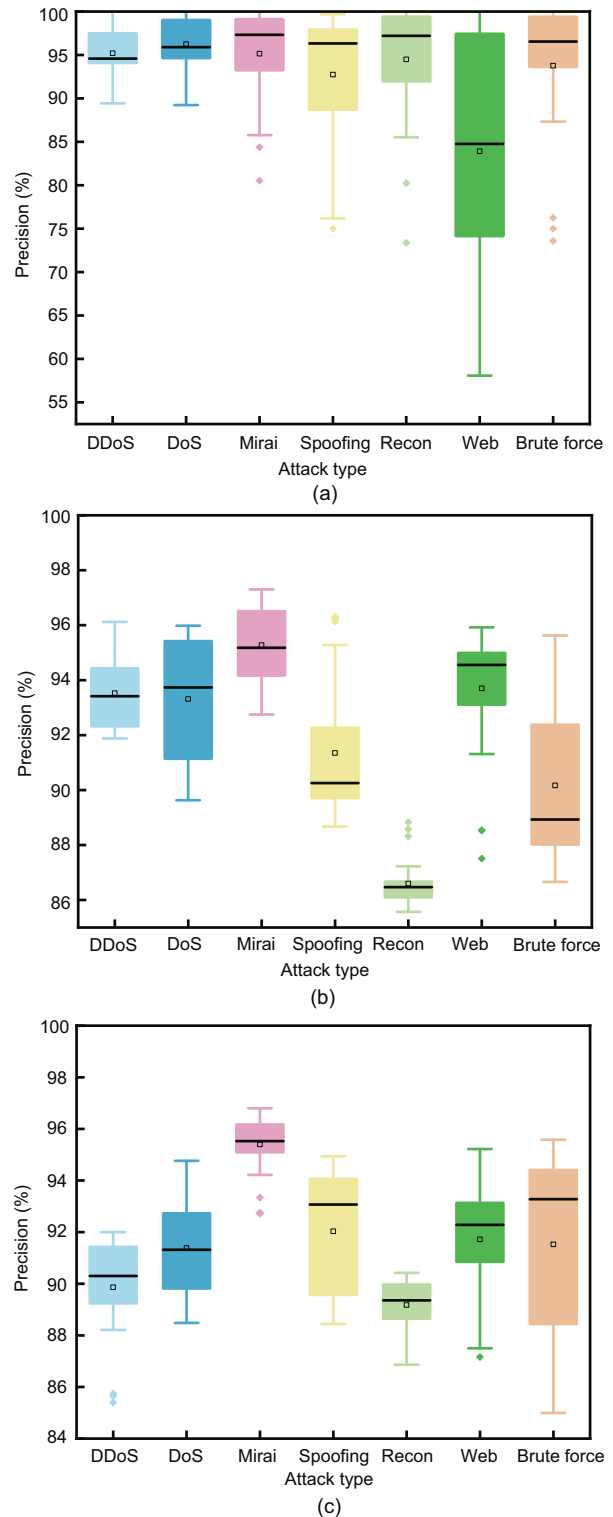 100
95
90
85
80
75
70
65
60
55
Precision (%)
DDoS DoS Mirai Spoofing Recon Web Brute force
Attack type
(a)
100
98
96
94
92
90
88
86
Precision (%)
DDoS DoS Mirai Spoofing Recon Web Brute force
Attack type
(b)
100
98
96
94
92
90
88
86
84
Precision (%)
DDoS DoS Mirai Spoofing Recon Web Brute force
Attack type
(c)